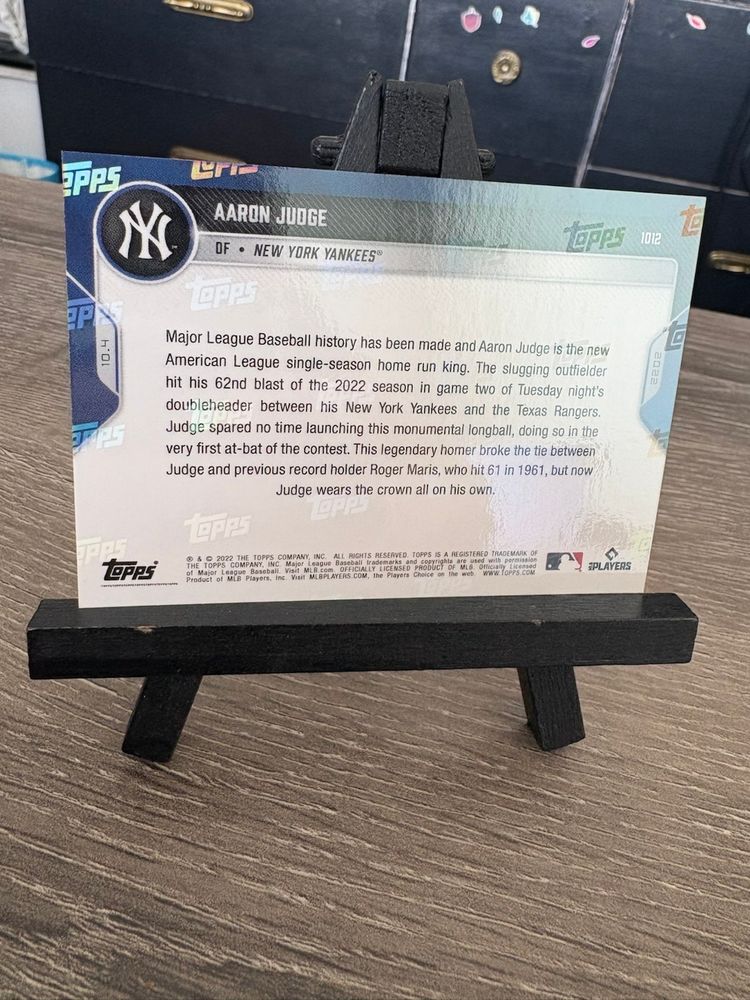 TOPPS
TOPPS
AARON JUDGE
OF • NEW YORK YANKEES®
NY
TOPPS
1012
TOPPS
10.4
2022
Major League Baseball history has been made and Aaron Judge is the new
American League single-season home run king. The slugging outfielder
hit his 62nd blast of the 2022 season in game two of Tuesday night's
doubleheader between his New York Yankees and the Texas Rangers.
Judge spared no time launching this monumental longball, doing so in the
very first at-bat of the contest. This legendary homer broke the tie between
Judge and previous record holder Roger Maris, who hit 61 in 1961, but now
Judge wears the crown all on his own.
TOPPS
TOPPS
topps
® & © 2022 THE TOPPS COMPANY, INC. ALL RIGHTS RESERVED. TOPPS IS A REGISTERED TRADEMARK OF
THE TOPPS COMPANY, INC. Major League Baseball trademarks and copyrights are used with permission
of Major League Baseball. Visit MLB.com. OFFICIALLY LICENSED PRODUCT OF MLB. Officially Licensed
Product of MLB Players, Inc. Visit MLBPLAYERS.COM, the Players Choice on the web. WWW.TOPPS.COM
PLAYERS